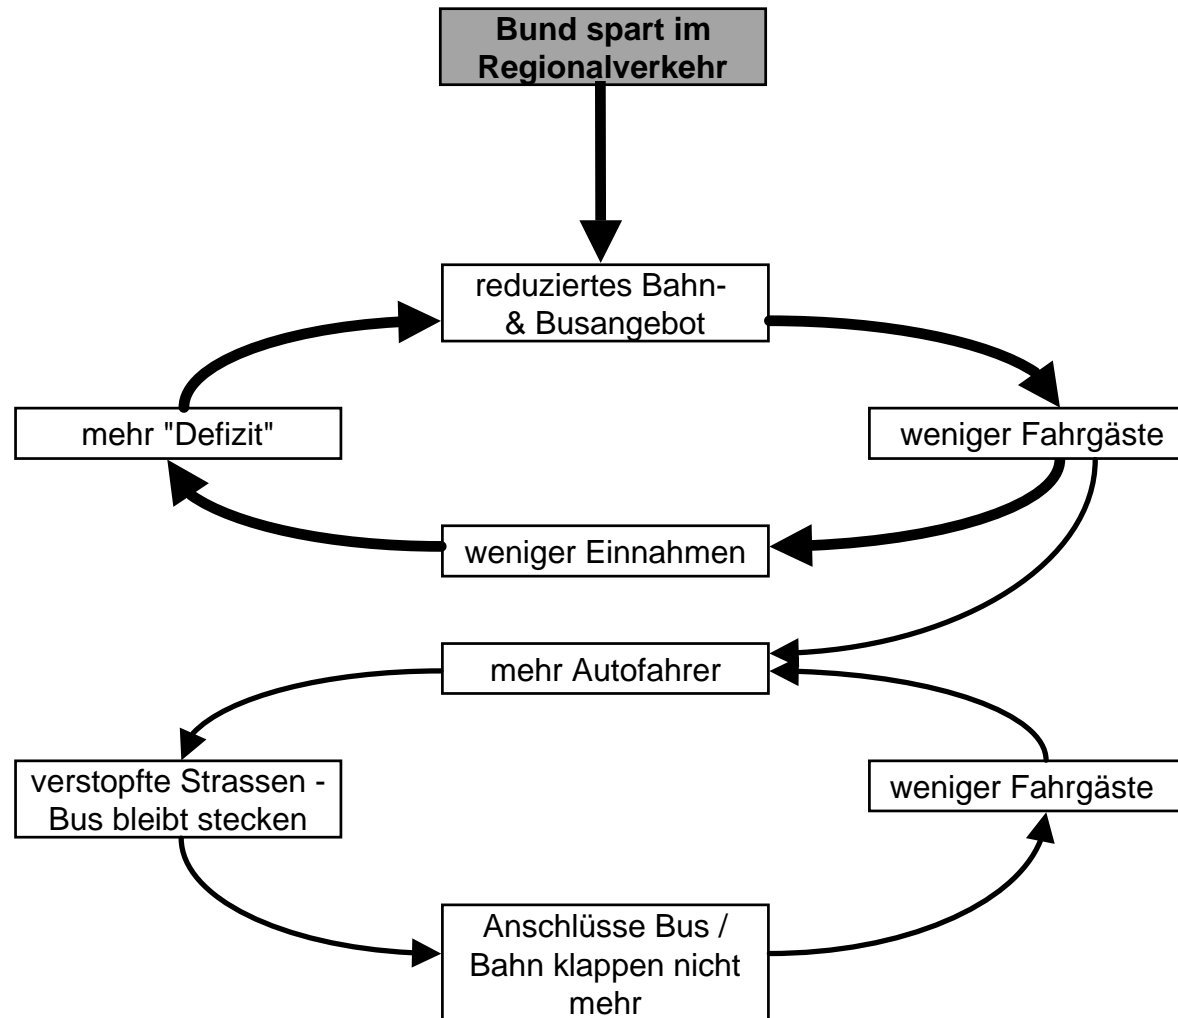 Bund spart im
Regionalverkehr
reduziertes Bahn-
& Busangebot
mehr "Defizit"
weniger Fahrgäste
weniger Einnahmen
mehr Autofahrer
verstopfte Strassen -
Bus bleibt stecken
weniger Fahrgäste
Anschlüsse Bus /
Bahn klappen nicht
mehr